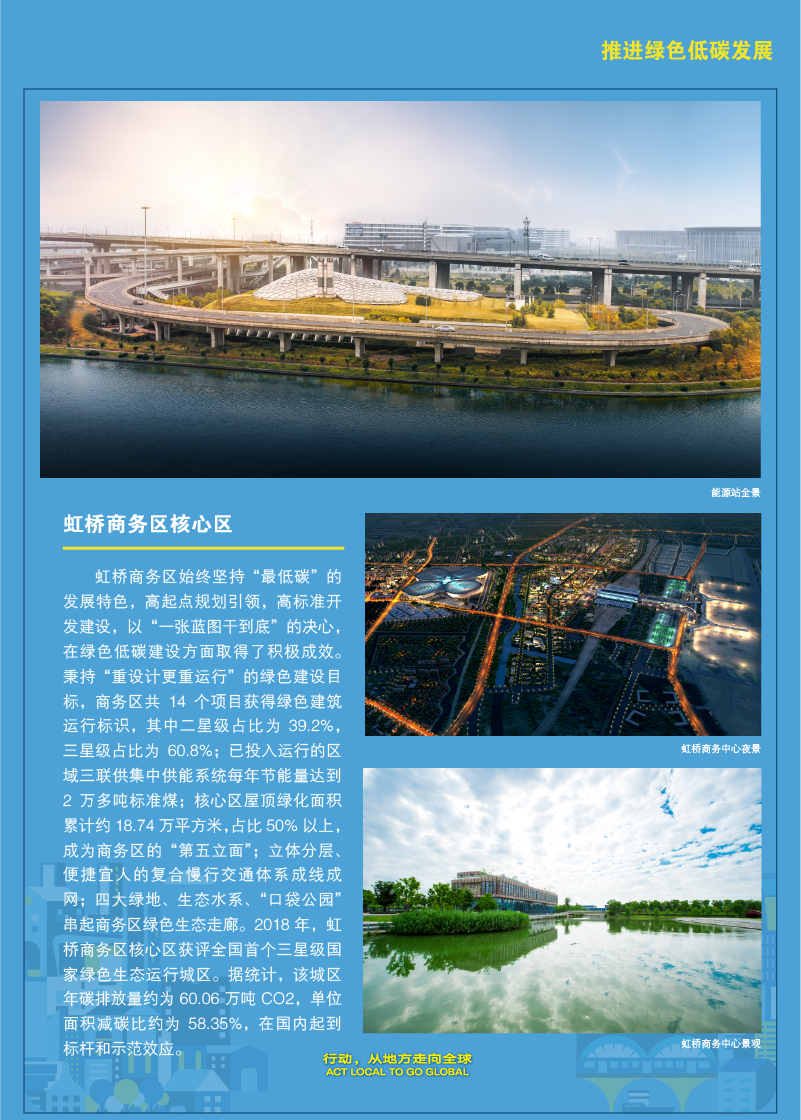 推进绿色低碳发展
能源站全景
虹桥商务区核心区
虹桥商务区始终坚持“最低碳”的
发展特色，高起点规划引领，高标准开
发建设，以“一张蓝图干到底”的决心，
在绿色低碳建设方面取得了积极成效。
秉持“重设计更重运行”的绿色建设目
标，商务区共 14 个项目获得绿色建筑
运行标识，其中二星级占比为 39.2%，
三星级占比为 60.8%；已投入运行的区
域三联供集中供能系统每年节能量达到
2 万多吨标准煤；核心区屋顶绿化面积
累计约 18.74 万平方米，占比 50% 以上，
成为商务区的“第五立面”；立体分层、
便捷宜人的复合慢行交通体系成线成
网；四大绿地、生态水系、“口袋公园”
串起商务区绿色生态走廊。2018 年，虹
桥商务区核心区获评全国首个三星级国
家绿色生态运行城区。据统计，该城区
年碳排放量约为 60.06 万吨 CO2，单位
面积减碳比约为 58.35%，在国内起到
标杆和示范效应。
虹桥商务中心夜景
虹桥商务中心景观
行动，从地方走向全球
ACT LOCAL TO GO GLOBAL